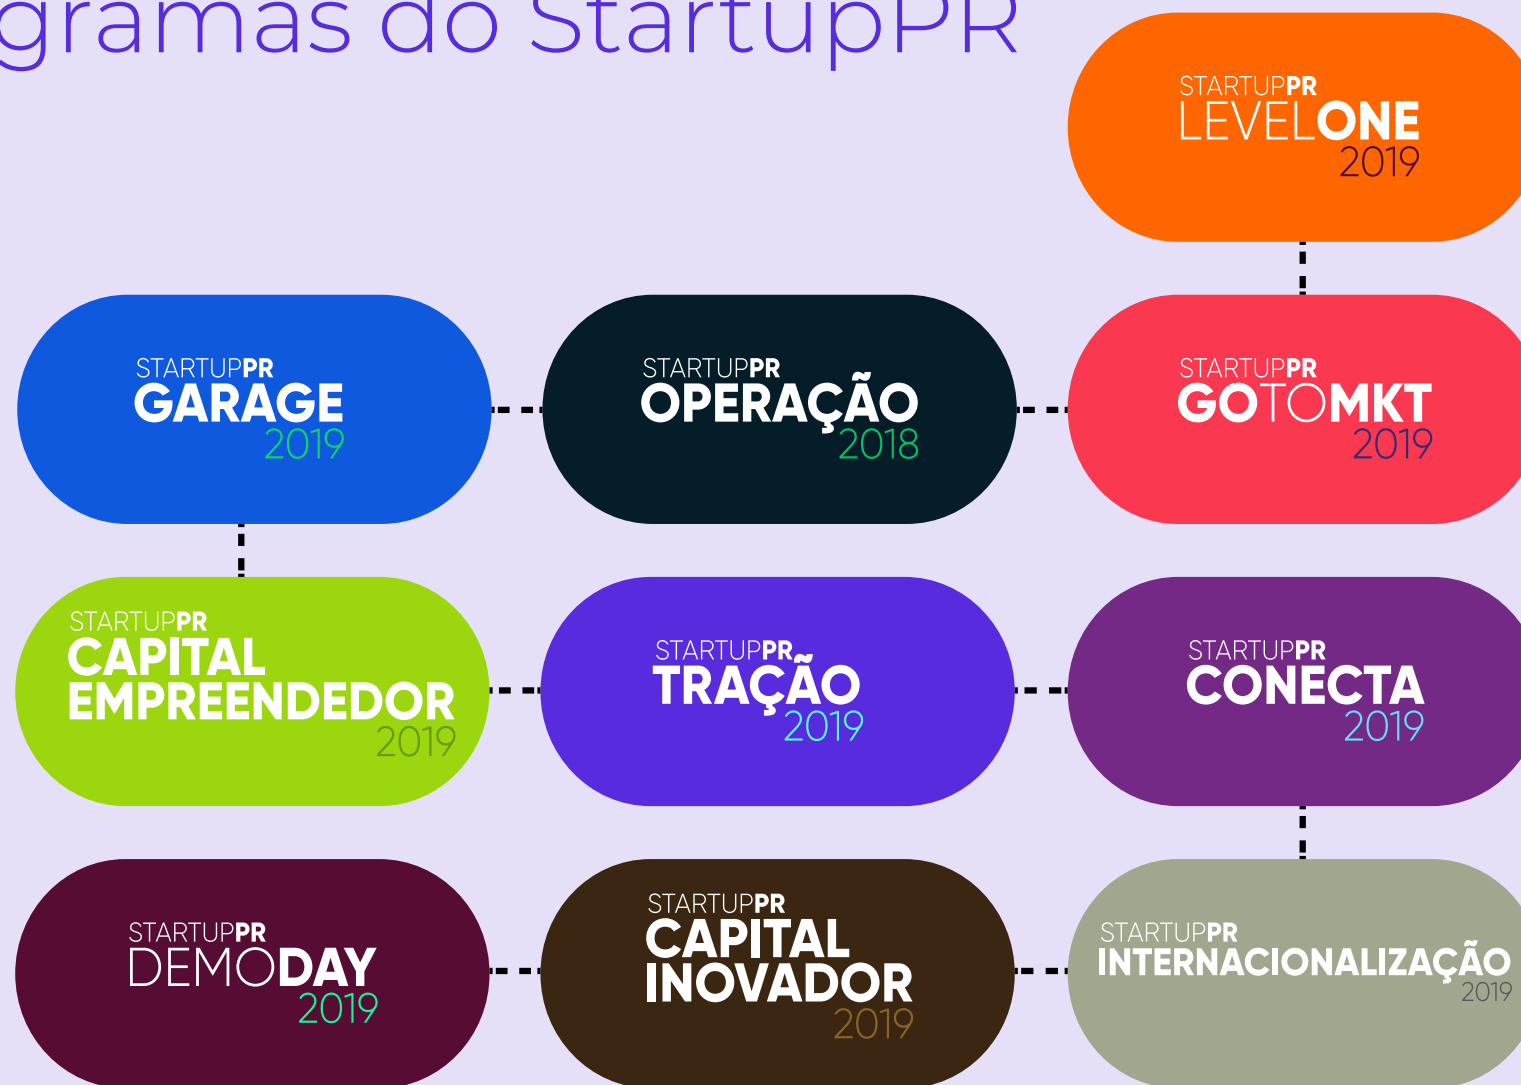 gramas do StartupPR
STARTUPPR
LEVELONE
2019
STARTUPPR
GARAGE
2019
STARTUPPR
OPERAÇÃO
2018
STARTUPPR
GOTOMKT
2019
STARTUPPR
CAPITAL
EMPREENDEDOR
2019
STARTUPPR
TRAÇÃO
2019
STARTUPPR
CONECTA
2019
STARTUPPR
DEMODAY
2019
STARTUPPR
CAPITAL
INOVADOR
2019
STARTUPPR
INTERNACIONALIZAÇÃO
2019